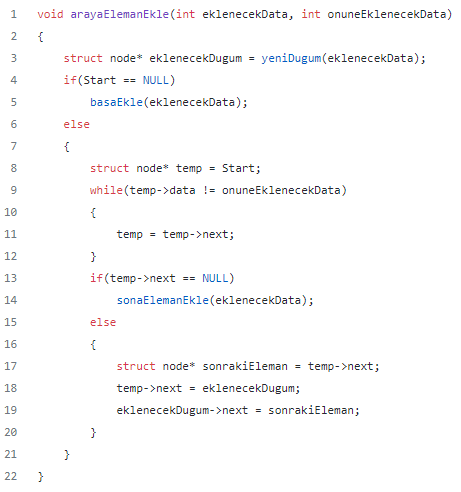 1 void arayaElemanEkle(int eklenecekData, int onuneEklenecekData)
2 {
3 struct node* eklenecekDugum = yeniDugum(eklenecekData);
4 if(Start == NULL)
5 basaEkle(eklenecekData);
6 else
7 {
8 struct node* temp = Start;
9 while(temp->data != onuneEklenecekData)
10 {
11 temp = temp->next;
12 }
13 if(temp->next == NULL)
14 sonaElemanEkle(eklenecekData);
15 else
16 {
17 struct node* sonrakiEleman = temp->next;
18 temp->next = eklenecekDugum;
19 eklenecekDugum->next = sonrakiEleman;
20 }
21 }
22 }